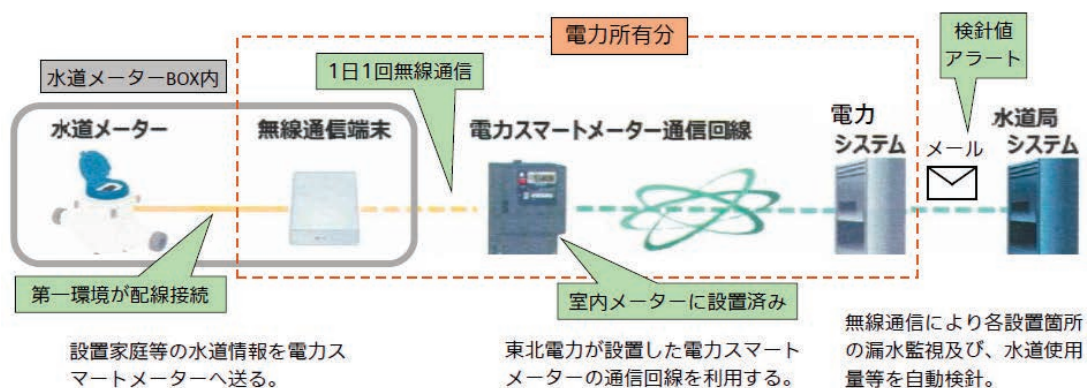 電力所有分
検針値
アラート
水道メーターBOX内
1日1回無線通信
水道メーター
無線通信端末
電力スマートメーター通信回線
電力
システム
メール
水道局
システム
第一環境が配線接続
室内メーターに設置済み
設置家庭等の水道情報を電力ス
マートメーターへ送る。
東北電力が設置した電力スマート
メーターの通信回線を利用する。
無線通信により各設置箇所
の漏水監視及び、水道使用
量等を自動検針。